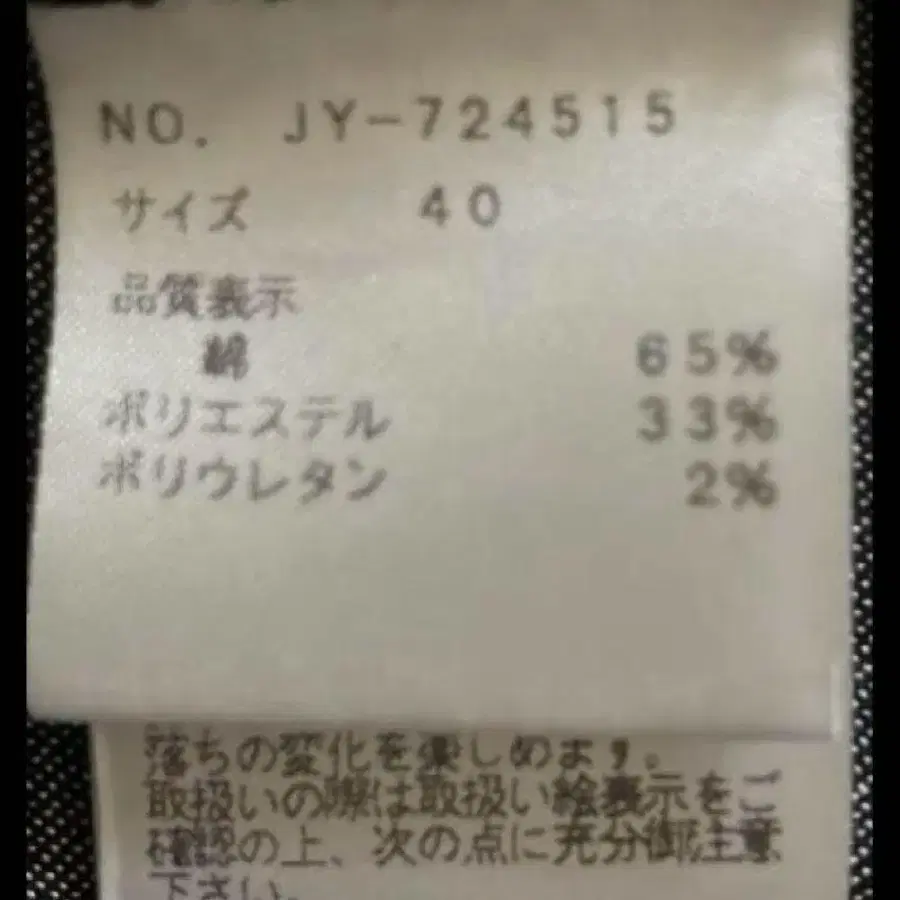 NO. JY-724515
サイズ 40
品質表示
綿 65%
ポリエステル 33%
ポリウレタン 2%
落ちの変化を楽しめます。
取扱いの際は取扱い絵表示をご
確認の上、次の点に充分御注意
下さい。